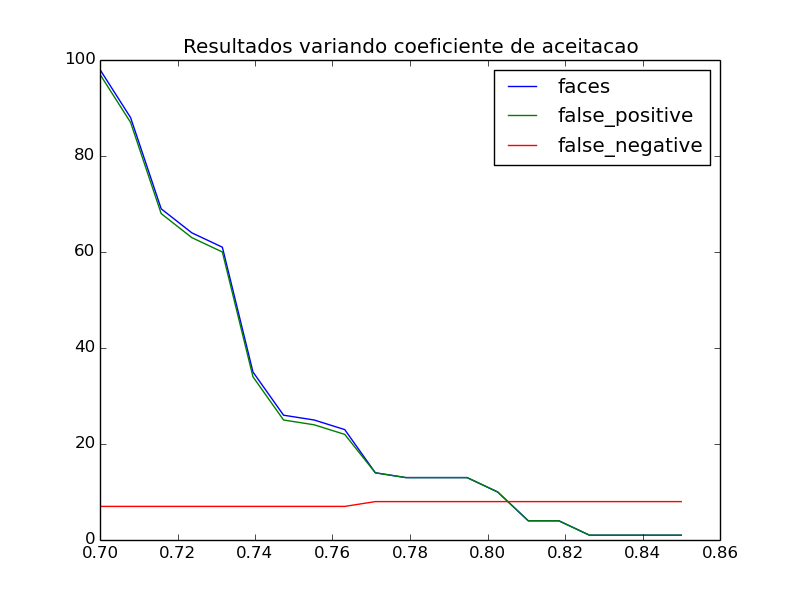 Resultados variando coeficiente de aceitacao
100
80
60
40
20
0
faces
false_positive
false_negative
0.70 0.72 0.74 0.76 0.78 0.80 0.82 0.84 0.86